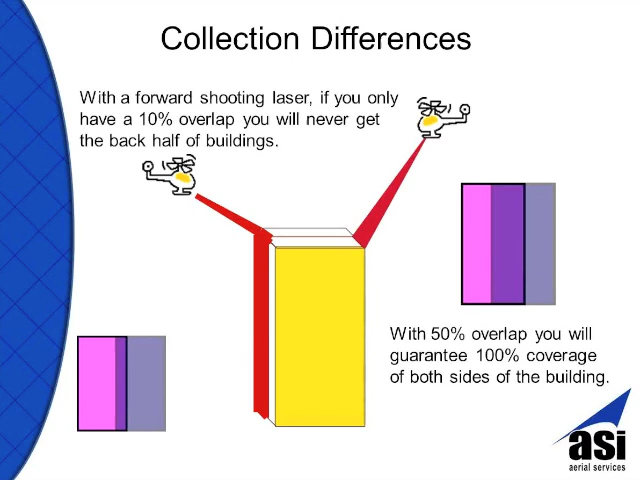 Collection Differences
With a forward shooting laser, if you only
have a 10% overlap you will never get
the back half of buildings.
With 50% overlap you will
guarantee 100% coverage
of both sides of the building.
asi
aerial services